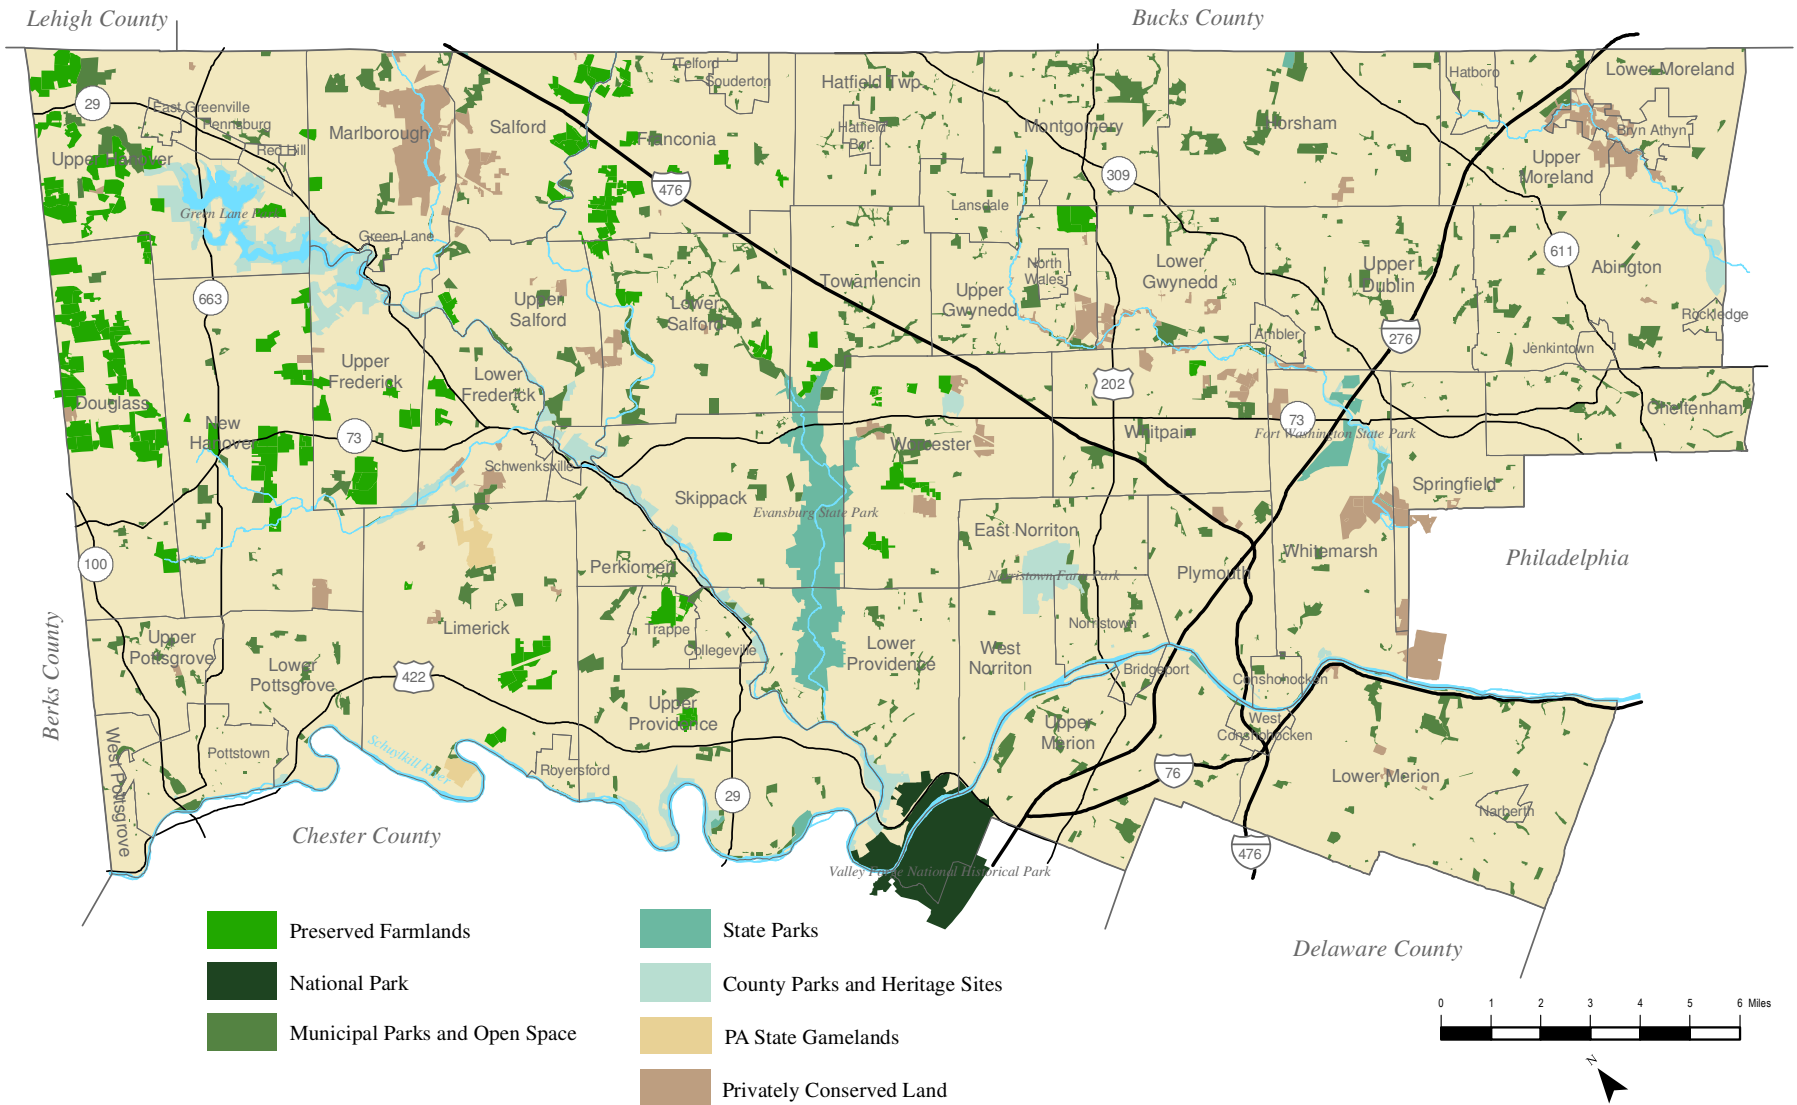 Lehigh County
Bucks County
Telford
Souderton
Hatfield Twp.
Hatboro
Lower Moreland
29
East Greenville
Pennsburg
Red Hill
Marlborough
Salford
Franconia
Hatfield
Bor.
Montgomery
Horsham
Bryn Athyn
Upper Hanover
Upper
Moreland
476
309
Green Lane Park
Green Lane
Lansdale
611
663
Upper
Salford
Lower
Salford
Towamencin
Upper
Gwynedd
North
Wales
Lower
Gwynedd
Upper
Dublin
Abington
Rockledge
Ambler
276
Jenkintown
Upper
Frederick
Lower
Frederick
202
Douglass
New
Hanover
73
Schwenksville
Worcester
Whitpain
73
Fort Washington State Park
Cheltenham
Skippack
Evansburg State Park
Springfield
East Norriton
Whitemarsh
Philadelphia
100
Perkiomen
Norristown Farm Park
Plymouth
Berks County
Upper
Pottsgrove
Lower
Pottsgrove
Limerick
Trappe
Collegeville
Lower
Providence
West
Norriton
Norristown
Bridgeport
Conshohocken
422
Upper
Providence
Upper
Merion
West
Conshohocken
West Pottsgrove
Pottstown
Schuylkill River
Royersford
29
76
Lower Merion
Narberth
Chester County
476
Valley Forge National Historical Park
Delaware County
Preserved Farmlands
National Park
Municipal Parks and Open Space
State Parks
County Parks and Heritage Sites
PA State Gamelands
Privately Conserved Land
0 1 2 3 4 5 6 Miles
N